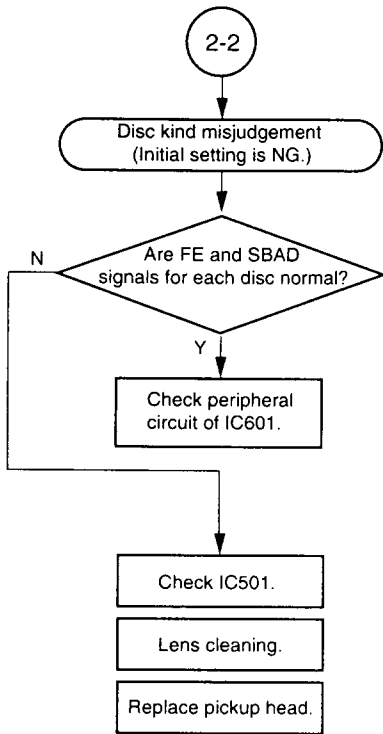 2-2
Disc kind misjudgement
(Initial setting is NG.)
Are FE and SBAD
signals for each disc normal?
N
Y
Check peripheral
circuit of IC601.
Check IC501.
Lens cleaning.
Replace pickup head.